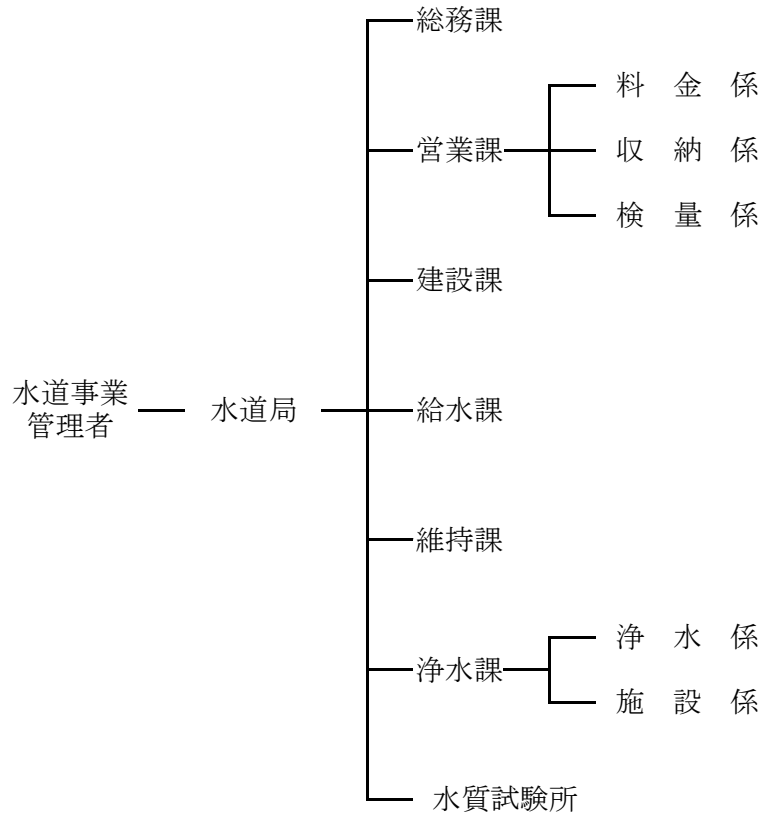 総務課
料金係
営業課
収納係
検量係
建設課
水道事業
管理者
水道局
給水課
維持課
浄水係
浄水課
施設係
水質試験所